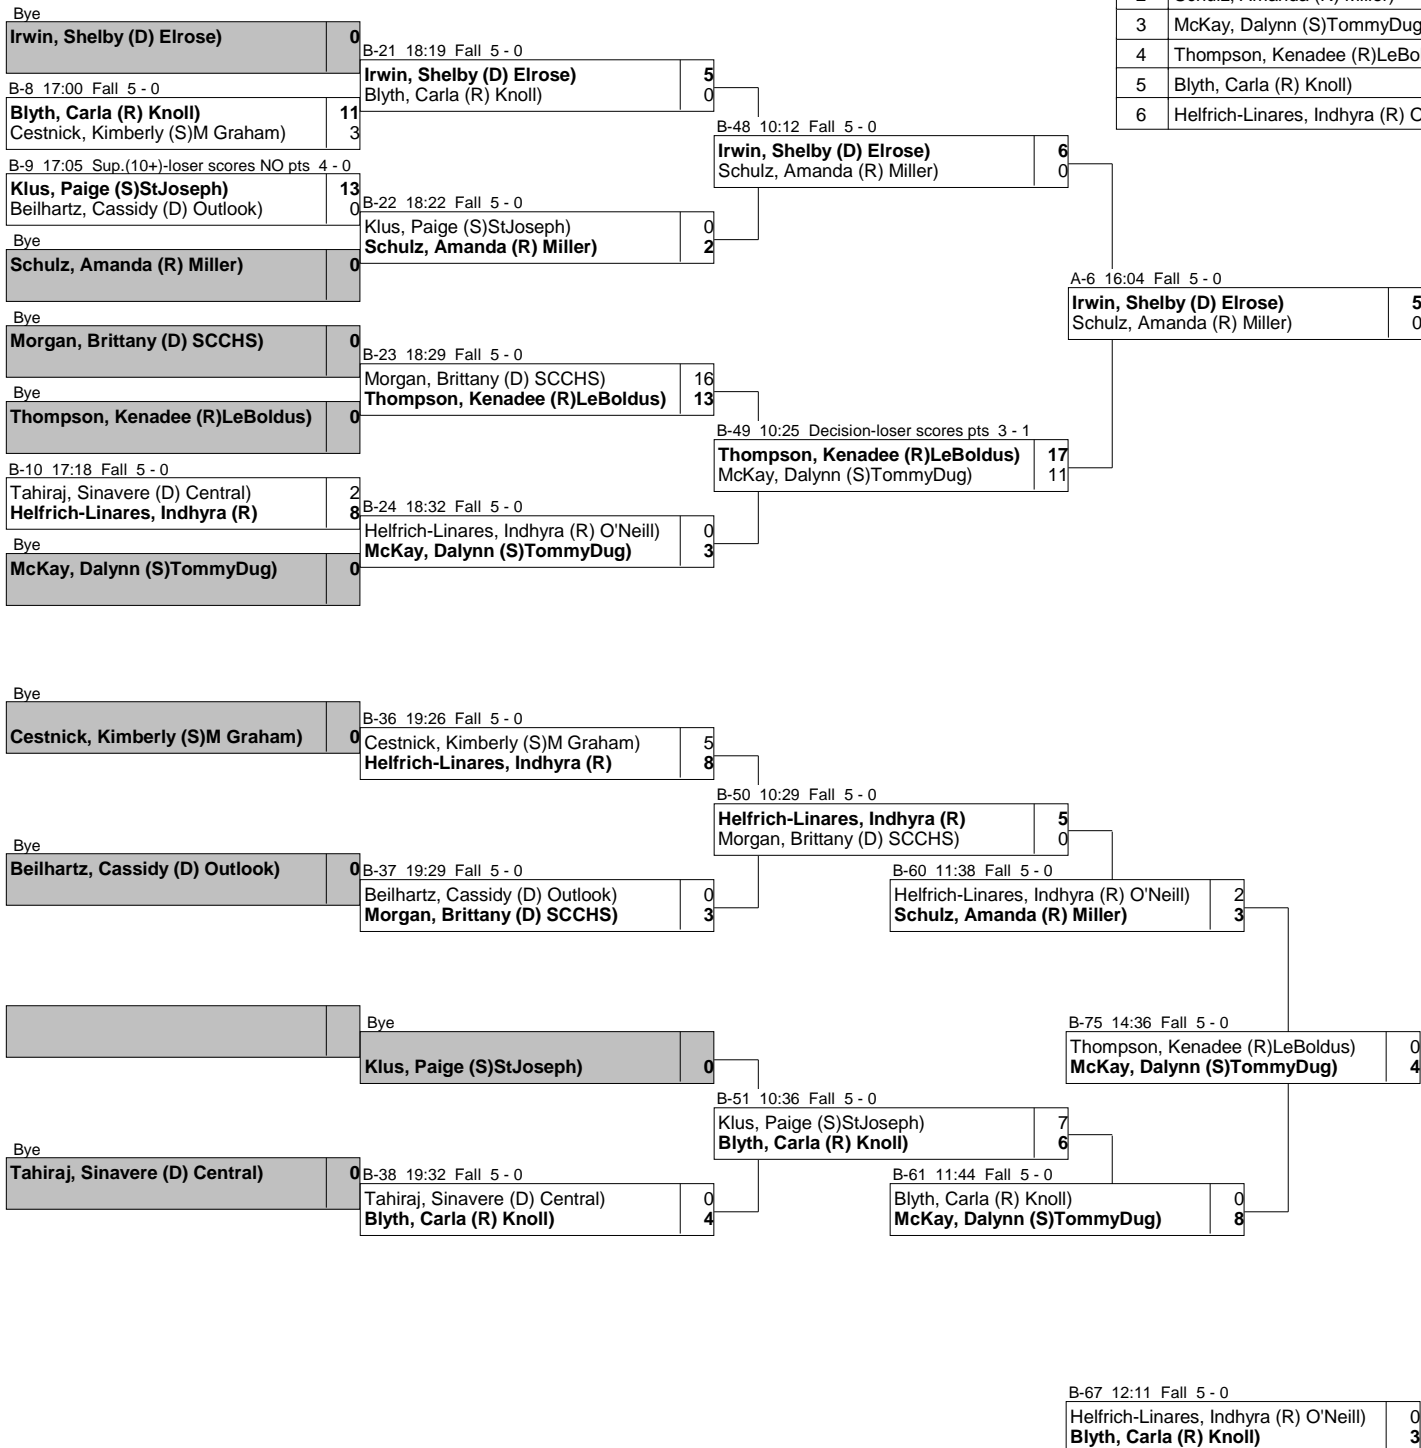 2 Schulz, Amanda (R) Miller)
3 McKay, Dalynn (S)TommyDug
4 Thompson, Kenadee (R)LeBo
5 Blyth, Carla (R) Knoll)
6 Helfrich-Linares, Indhyra (R) O
Bye
Irwin, Shelby (D) Elrose) 0
B-8 17:00 Fall 5 - 0
Blyth, Carla (R) Knoll) 11
Cestnick, Kimberly (S)M Graham) 3
B-9 17:05 Sup.(10+)-loser scores NO pts 4 - 0
Klus, Paige (S)StJoseph) 13
Beilhartz, Cassidy (D) Outlook) 0
Bye
Schulz, Amanda (R) Miller) 0
Bye
Morgan, Brittany (D) SCCHS) 0
Bye
Thompson, Kenadee (R)LeBoldus) 0
B-10 17:18 Fall 5 - 0
Tahiraj, Sinavere (D) Central) 2
Helfrich-Linares, Indhyra (R) 8
Bye
McKay, Dalynn (S)TommyDug) 0
B-21 18:19 Fall 5 - 0
Irwin, Shelby (D) Elrose) 5
Blyth, Carla (R) Knoll) 0
B-22 18:22 Fall 5 - 0
Klus, Paige (S)StJoseph) 0
Schulz, Amanda (R) Miller) 2
B-23 18:29 Fall 5 - 0
Morgan, Brittany (D) SCCHS) 16
Thompson, Kenadee (R)LeBoldus) 13
B-24 18:32 Fall 5 - 0
Helfrich-Linares, Indhyra (R) O'Neill) 0
McKay, Dalynn (S)TommyDug) 3
B-48 10:12 Fall 5 - 0
Irwin, Shelby (D) Elrose) 6
Schulz, Amanda (R) Miller) 0
B-49 10:25 Decision-loser scores pts 3 - 1
Thompson, Kenadee (R)LeBoldus) 17
McKay, Dalynn (S)TommyDug) 11
A-6 16:04 Fall 5 - 0
Irwin, Shelby (D) Elrose) 5
Schulz, Amanda (R) Miller) 0
Bye
Cestnick, Kimberly (S)M Graham) 0
Bye
Beilhartz, Cassidy (D) Outlook) 0
Bye
Tahiraj, Sinavere (D) Central) 0
B-36 19:26 Fall 5 - 0
Cestnick, Kimberly (S)M Graham) 5
Helfrich-Linares, Indhyra (R) 8
B-37 19:29 Fall 5 - 0
Beilhartz, Cassidy (D) Outlook) 0
Morgan, Brittany (D) SCCHS) 3
Bye
Klus, Paige (S)StJoseph) 0
B-38 19:32 Fall 5 - 0
Tahiraj, Sinavere (D) Central) 0
Blyth, Carla (R) Knoll) 4
B-50 10:29 Fall 5 - 0
Helfrich-Linares, Indhyra (R) 5
Morgan, Brittany (D) SCCHS) 0
B-51 10:36 Fall 5 - 0
Klus, Paige (S)StJoseph) 7
Blyth, Carla (R) Knoll) 6
B-60 11:38 Fall 5 - 0
Helfrich-Linares, Indhyra (R) O'Neill) 2
Schulz, Amanda (R) Miller) 3
B-61 11:44 Fall 5 - 0
Blyth, Carla (R) Knoll) 0
McKay, Dalynn (S)TommyDug) 8
B-75 14:36 Fall 5 - 0
Thompson, Kenadee (R)LeBoldus) 0
McKay, Dalynn (S)TommyDug) 4
B-67 12:11 Fall 5 - 0
Helfrich-Linares, Indhyra (R) O'Neill) 0
Blyth, Carla (R) Knoll) 3